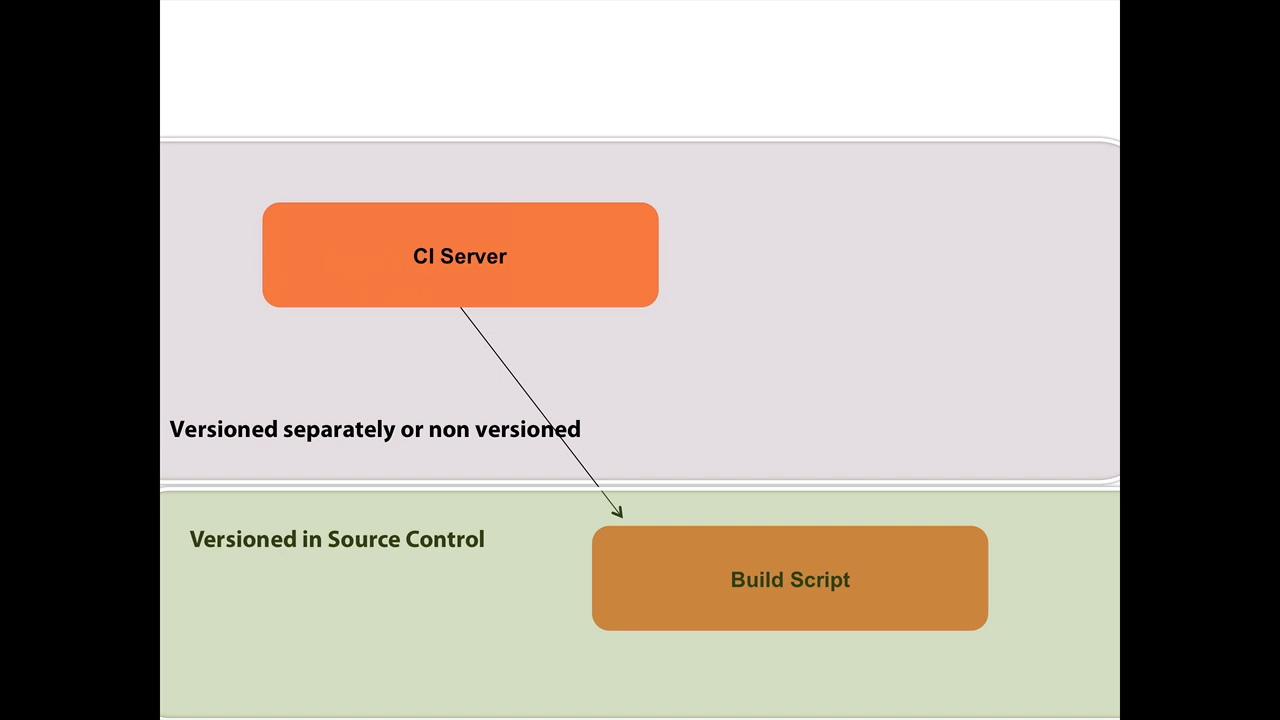 CI Server
Versioned separately or non versioned
Versioned in Source Control
Build Script